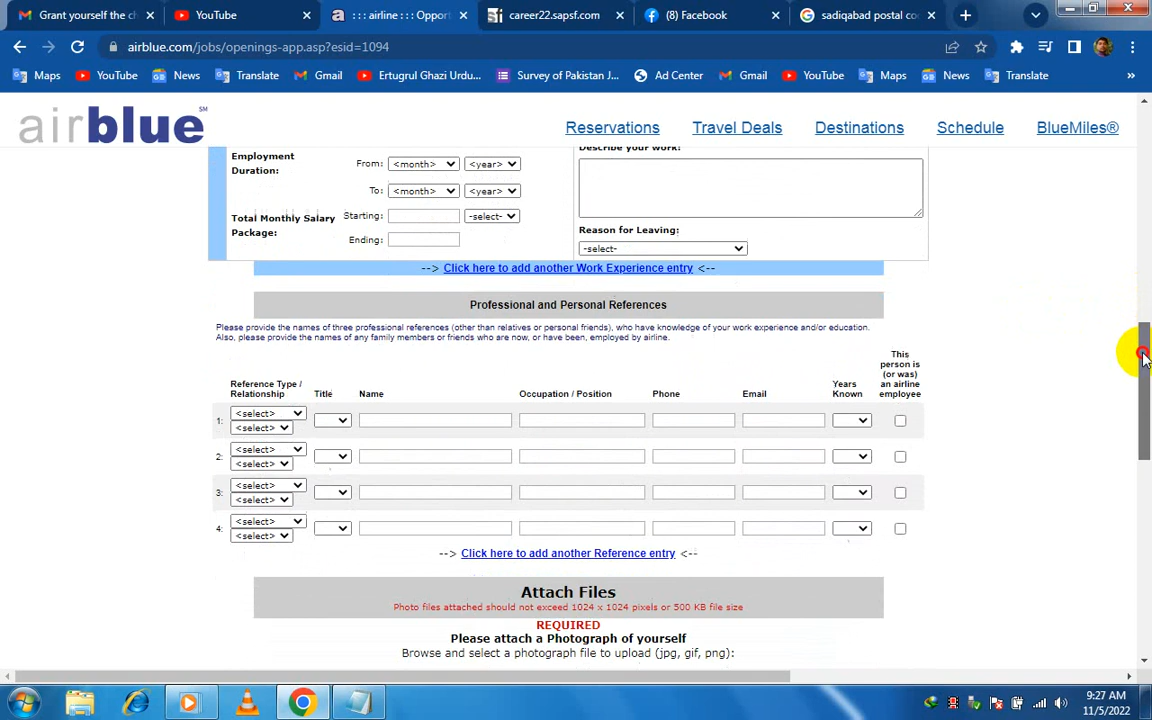 Grant yourself the ch
YouTube
: : : airline : : : Opport
career22.sapsf.com
(8) Facebook
sadiqabad postal co
airblue.com/jobs/openings-app.asp?esid=1094
Maps
YouTube
News
Translate
Gmail
Ertugrul Ghazi Urdu...
Survey of Pakistan J...
Ad Center
Gmail
YouTube
Maps
News
Translate
»
airblue SM
Reservations
Travel Deals
Destinations
Schedule
BlueMiles®
Employment
Duration:
From: <month> <year>
To: <month> <year>
Total Monthly Salary
Package:
Starting: -select-
Ending:
Describe your work:
Reason for Leaving:
-select-
--> Click here to add another Work Experience entry <--
Professional and Personal References
Please provide the names of three professional references (other than relatives or personal friends), who have knowledge of your work experience and/or education.
Also, please provide the names of any family members or friends who are now, or have been, employed by airline.
This
person is
(or was)
an airline
employee
Reference Type /
Relationship
Title
Name
Occupation / Position
Phone
Email
Years
Known
1: <select>
<select>
2: <select>
<select>
3: <select>
<select>
4: <select>
<select>
--> Click here to add another Reference entry <--
Attach Files
Photo files attached should not exceed 1024 x 1024 pixels or 500 KB file size
REQUIRED
Please attach a Photograph of yourself
Browse and select a photograph file to upload (jpg, gif, png):
9:27 AM
11/5/2022